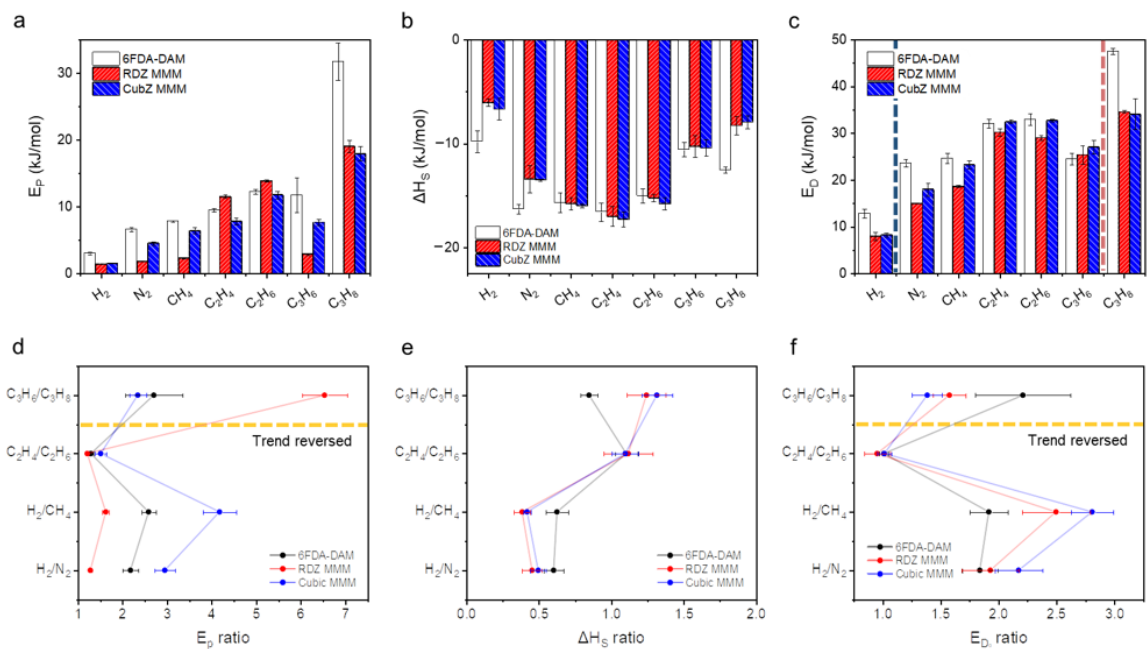 a
E_P (kJ/mol)
30
20
10
0
6FDA-DAM
RDZ MMM
CubZ MMM
H₂
N₂
CH₄
C₂H₄
C₂H₆
C₃H₆
C₃H₈
b
ΔH_S (kJ/mol)
0
−10
−20
6FDA-DAM
RDZ MMM
CubZ MMM
H₂
N₂
CH₄
C₂H₄
C₂H₆
C₃H₆
C₃H₈
c
E_D (kJ/mol)
50
40
30
20
10
0
6FDA-DAM
RDZ MMM
CubZ MMM
H₂
N₂
CH₄
C₂H₄
C₂H₆
C₃H₆
C₃H₈
d
C₃H₆/C₃H₈
Trend reversed
C₂H₄/C₂H₆
H₂/CH₄
H₂/N₂
6FDA-DAM
RDZ MMM
Cubic MMM
1 2 3 4 5 6 7
E_p ratio
e
C₃H₆/C₃H₈
C₂H₄/C₂H₆
H₂/CH₄
H₂/N₂
6FDA-DAM
RDZ MMM
Cubic MMM
0.0 0.5 1.0 1.5 2.0
ΔH_S ratio
f
C₃H₆/C₃H₈
Trend reversed
C₂H₄/C₂H₆
H₂/CH₄
H₂/N₂
6FDA-DAM
RDZ MMM
Cubic MMM
1.0 1.5 2.0 2.5 3.0
E_D ratio